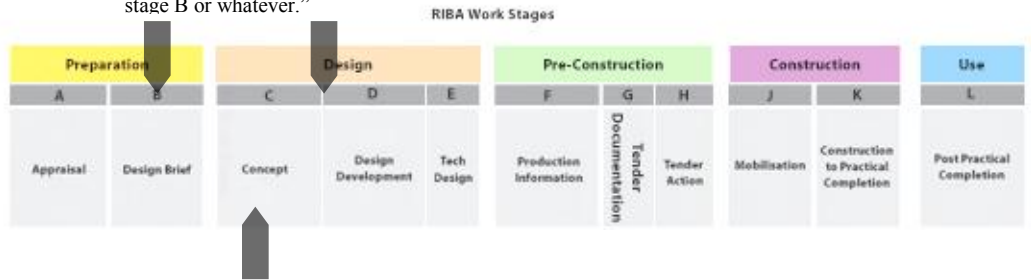 stage B or whatever.”
RIBA Work Stages
Preparation Design Pre-Construction Construction Use
A B C D E F G H J K L
Appraisal
Design Brief
Concept
Design
Development
Tech
Design
Production
Information
Tender
Documentation
Tender
Action
Mobilisation
Construction
to Practical
Completion
Post Practical
Completion